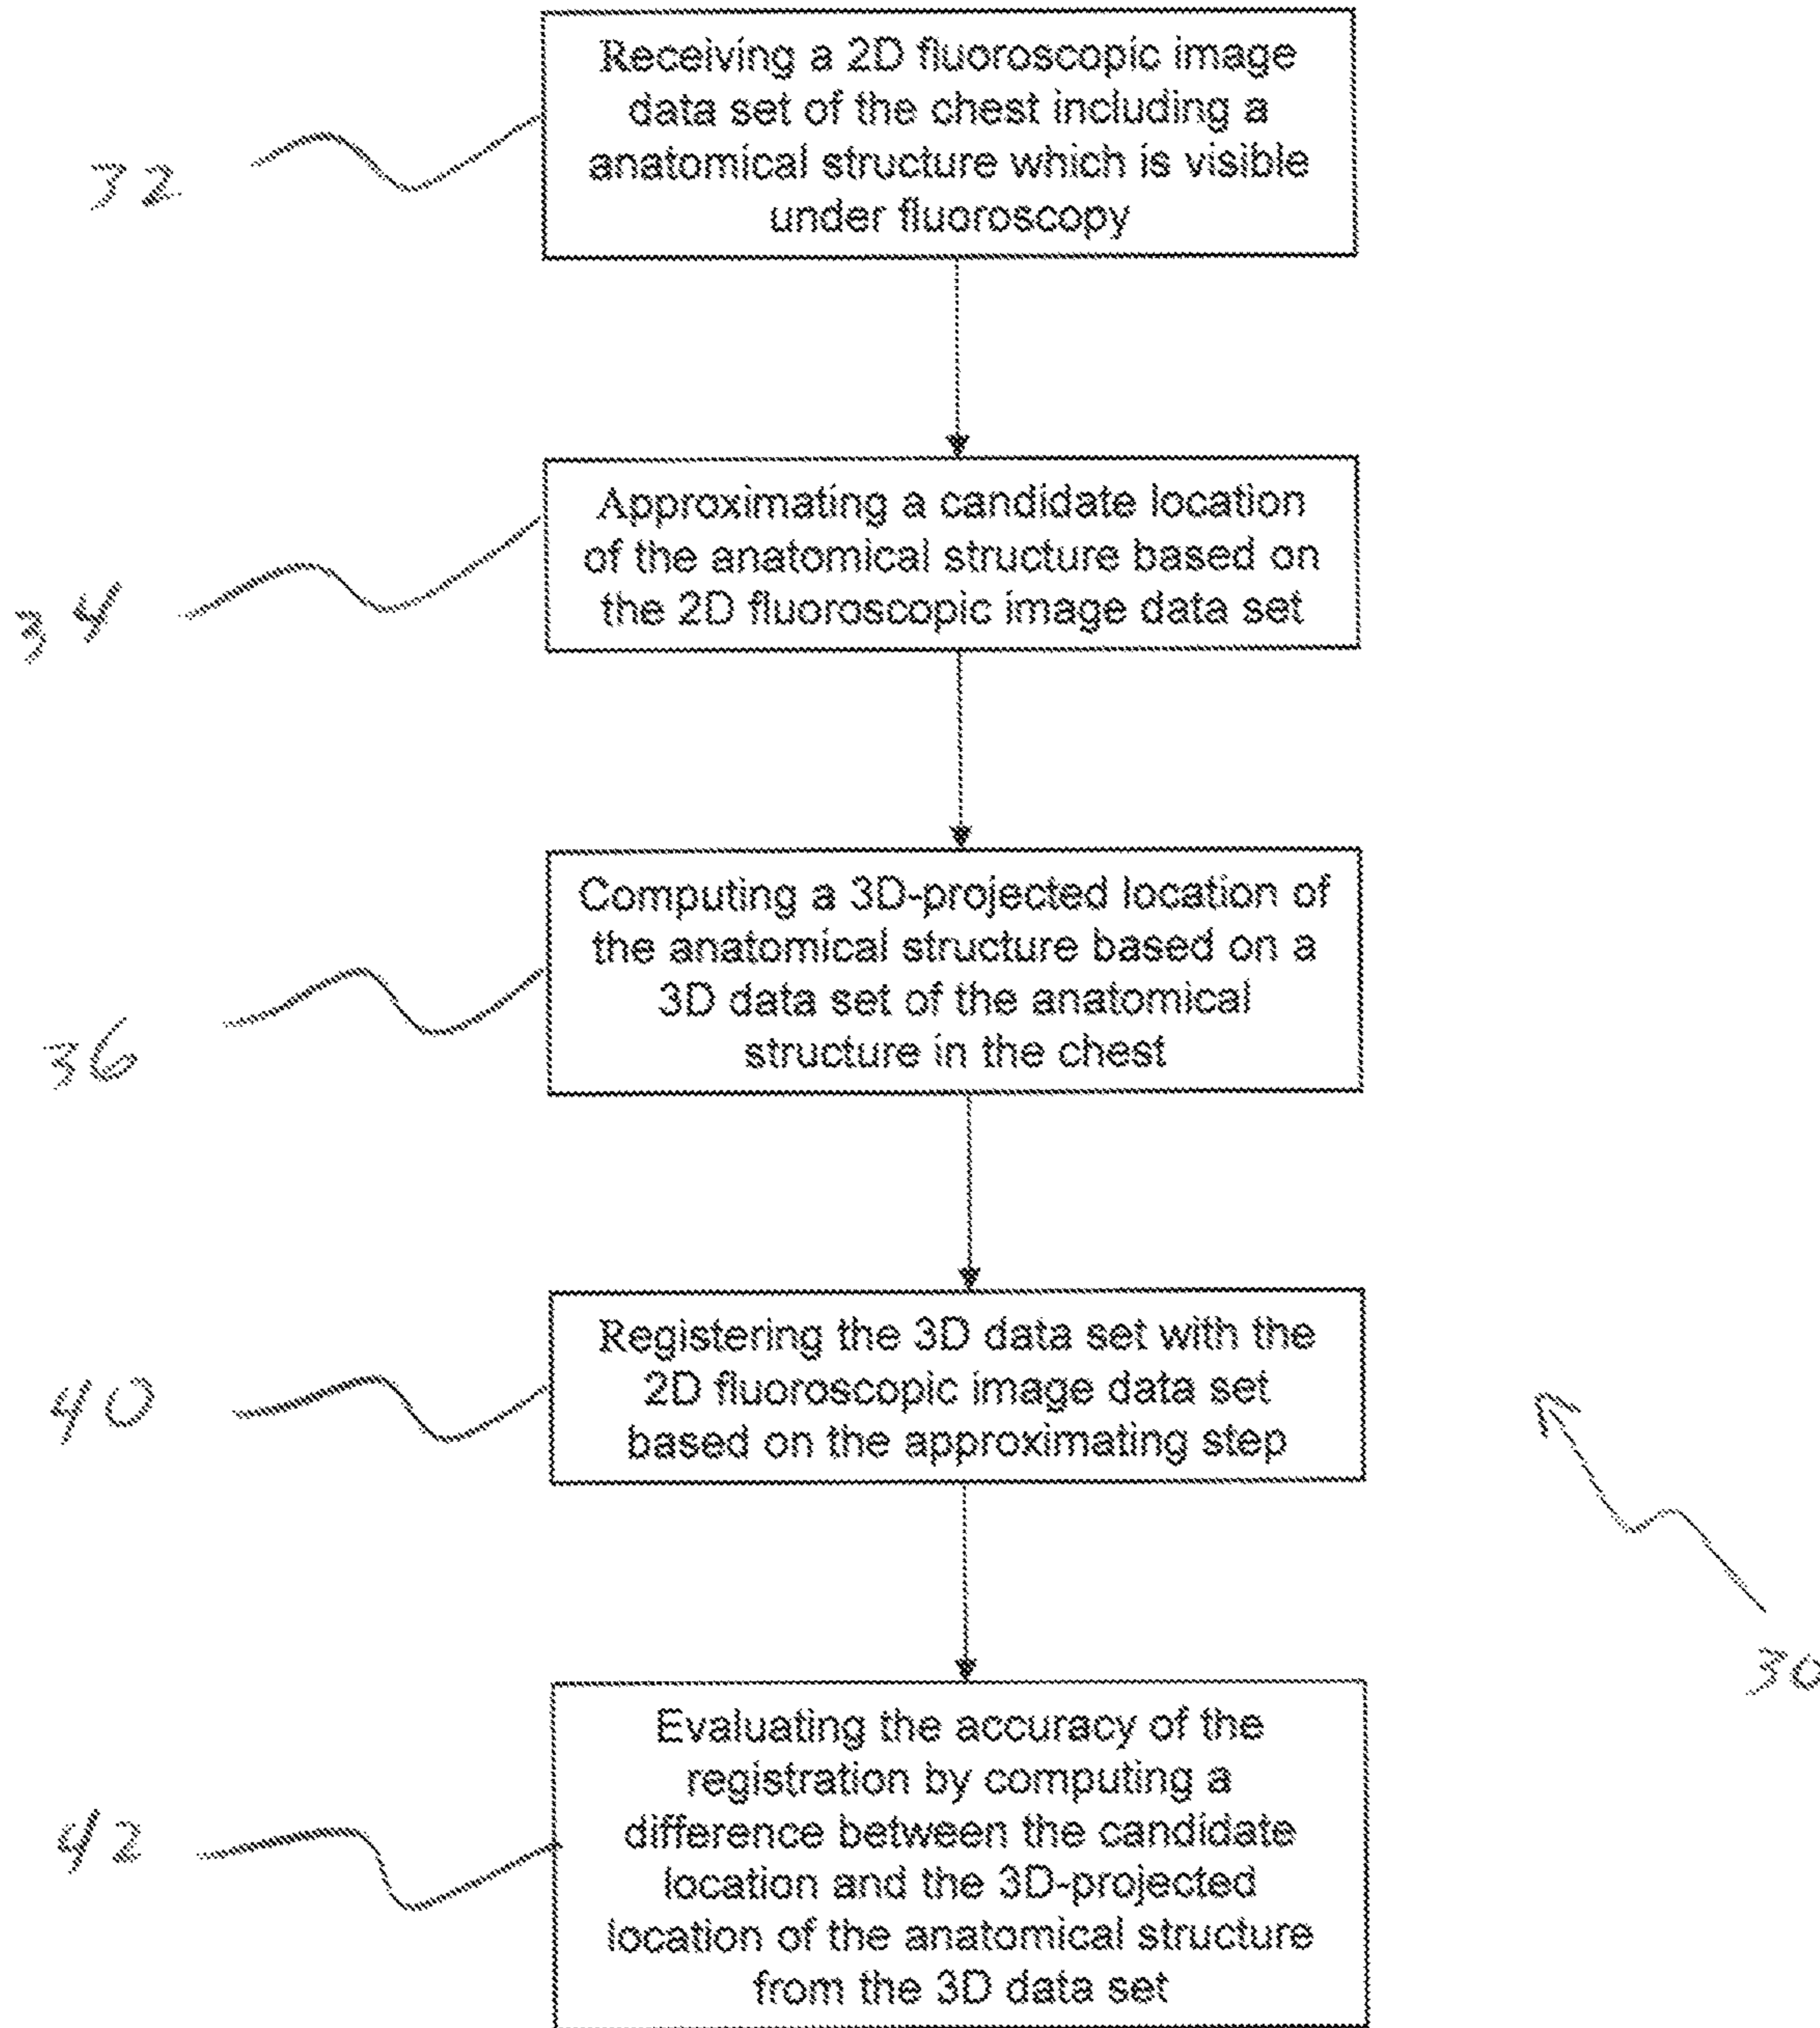 Receiving a 2D fluoroscopic image
data set of the chest including a
anatomical structure which is visible
under fluoroscopy
32
Approximating a candidate location
of the anatomical structure based on
the 2D fluoroscopic image data set
34
Computing a 3D-projected location of
the anatomical structure based on a
3D data set of the anatomical
structure in the chest
36
Registering the 3D data set with the
2D fluoroscopic image data set
based on the approximating step
40
30
Evaluating the accuracy of the
registration by computing a
difference between the candidate
location and the 3D-projected
location of the anatomical structure
from the 3D data set
42